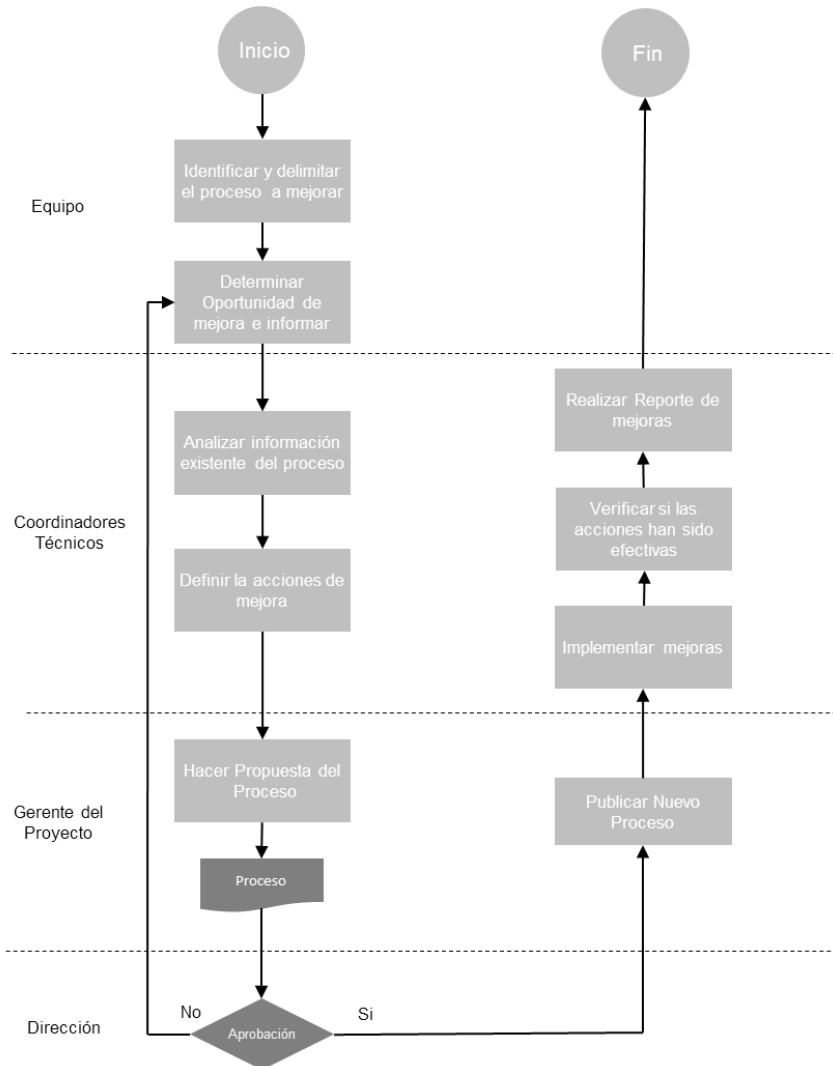 Inicio
Fin
Equipo
Identificar y delimitar
el proceso a mejorar
Determinar
Oportunidad de
mejora e informar
Coordinadores
Técnicos
Analizar información
existente del proceso
Definir la acciones de
mejora
Realizar Reporte de
mejoras
Verificar si las
acciones han sido
efectivas
Implementar mejoras
Gerente del
Proyecto
Hacer Propuesta del
Proceso
Proceso
Publicar Nuevo
Proceso
Dirección
No
Aprobación
Si